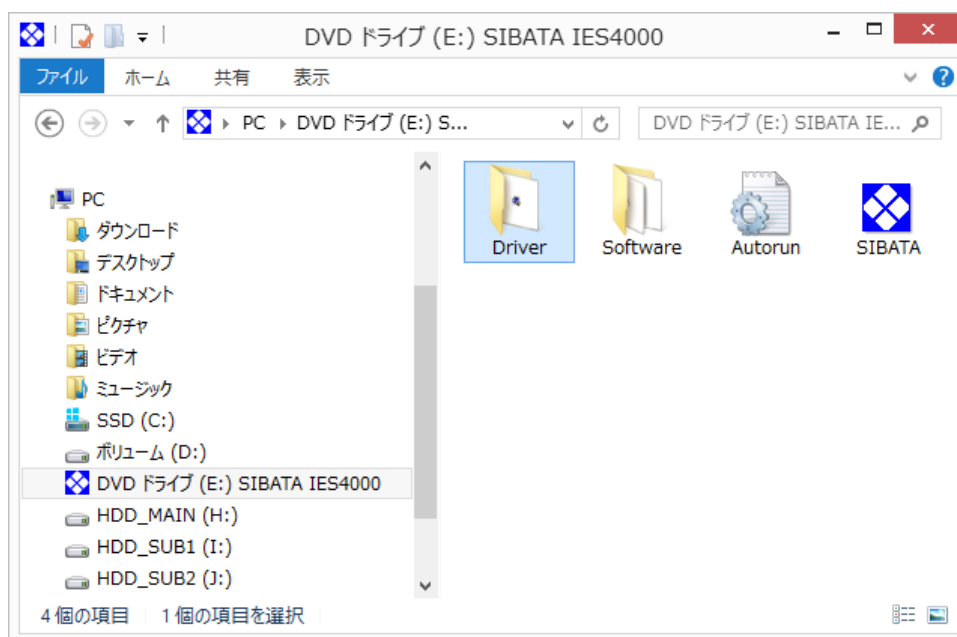 DVD ドライブ (E:) SIBATA IES4000
ファイル ホーム 共有 表示
PC DVD ドライブ (E:) S... DVD ドライブ (E:) SIBATA IE...
PC
ダウンロード
デスクトップ
ドキュメント
ピクチャ
ビデオ
ミュージック
SSD (C:)
ボリューム (D:)
DVD ドライブ (E:) SIBATA IES4000
HDD_MAIN (H:)
HDD_SUB1 (I:)
HDD_SUB2 (J:)
Driver Software Autorun SIBATA
4 個の項目 1 個の項目を選択